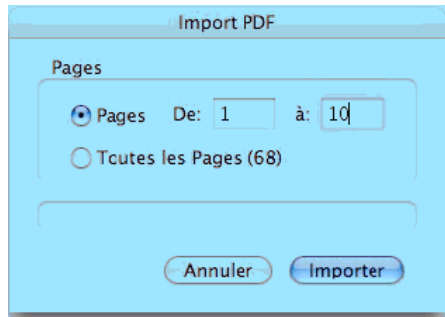 Import PDF
Pages
Pages De: 1 à: 10
Toutes les Pages (68)
Annuler Importer